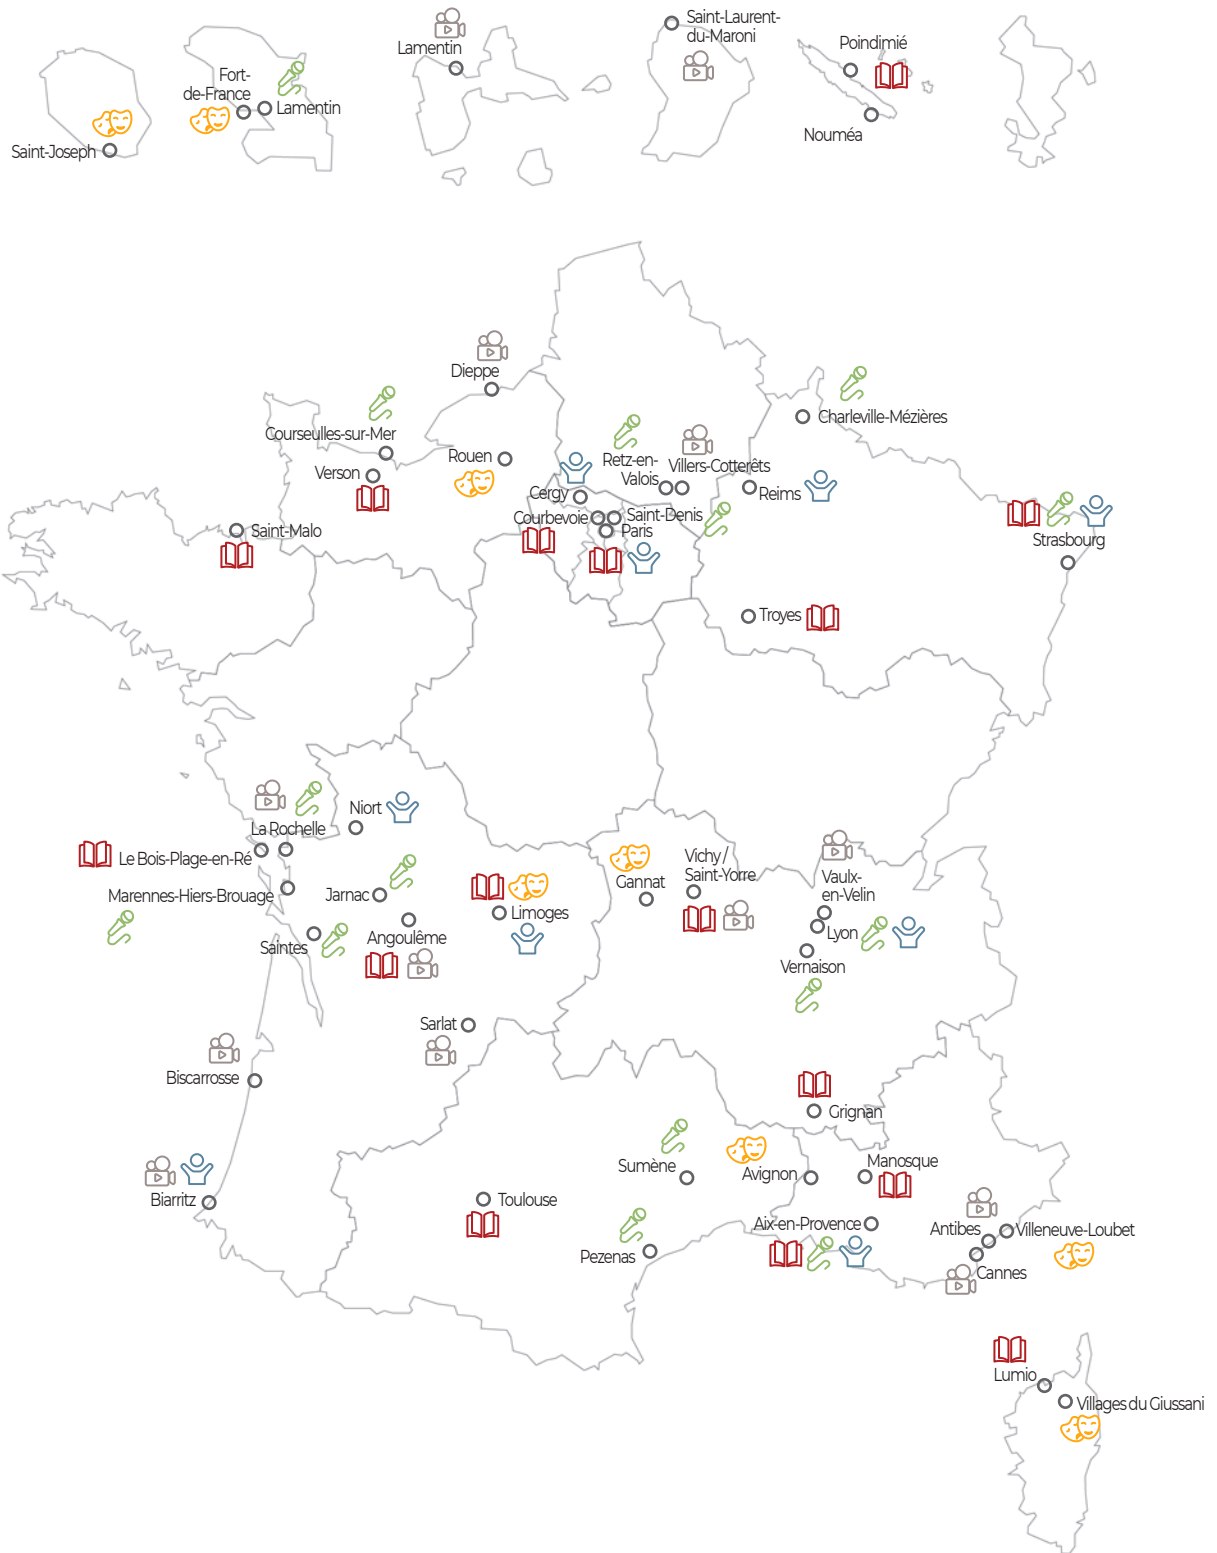 Saint-Laurent-
du-Maroni
Lamentin
Poindimié
Fort-
de-France
Lamentin
Nouméa
Saint-Joseph
Dieppe
Charleville-Mézières
Courseulles-sur-Mer
Rouen
Retz-en-
Valois
Villers-Cotterêts
Verson
Cergy
Reims
Courbevoie
Saint-Denis
Paris
Saint-Malo
Strasbourg
Troyes
Niort
La Rochelle
Le Bois-Plage-en-Ré
Marennes-Hiers-Brouage
Jarnac
Limoges
Gannat
Vichy/
Saint-Yorre
Vaulx-
en-Velin
Lyon
Vernaison
Saintes
Angoulême
Sarlat
Biscarrosse
Grignan
Sumène
Avignon
Manosque
Biarritz
Toulouse
Pezenas
Aix-en-Provence
Antibes
Villeneuve-Loubet
Cannes
Lumio
Villages du Giussani